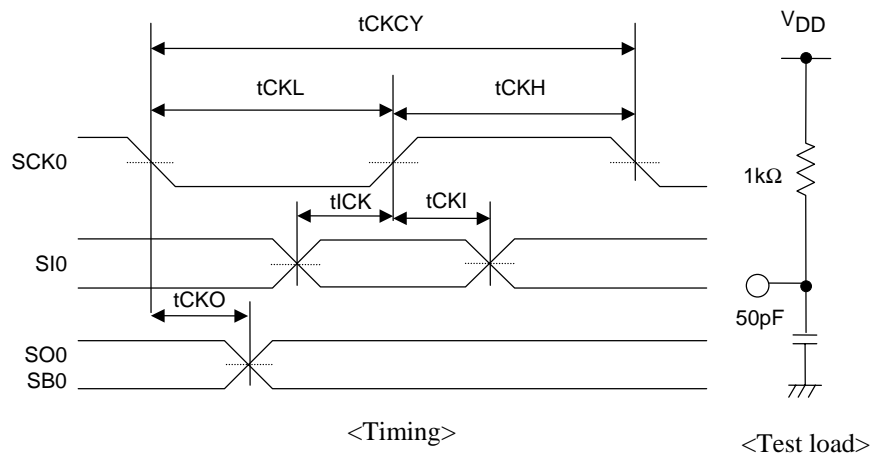 tCKCY
VDD
tCKL
tCKH
SCK0
1kΩ
tICK
tCKI
SI0
tCKO
50pF
SO0
SB0
<Timing>
<Test load>